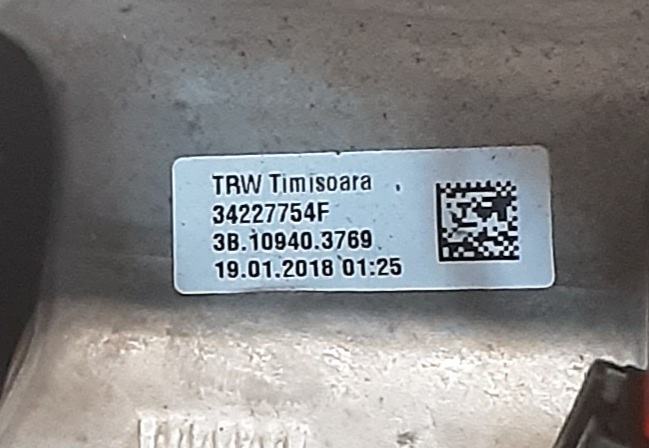 TRW Timisoara
34227754F
3B.10940.3769
19.01.2018 01:25